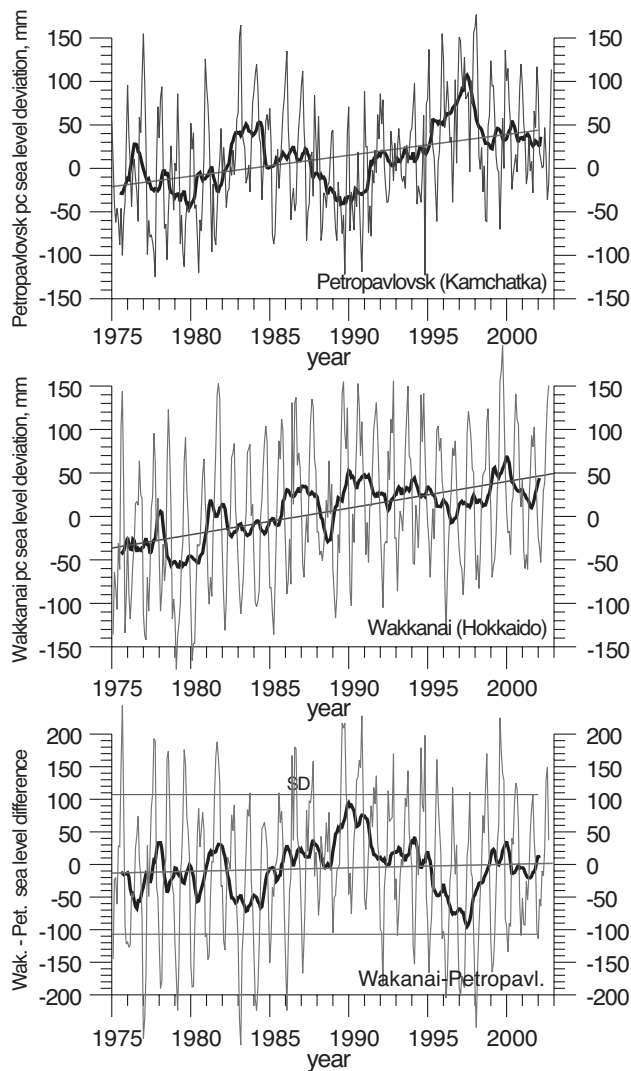 Petropavlovsk pc sea level deviation, mm
150 150
100 100
50 50
0 0
-50 -50
-100 -100
-150 -150
Petropavlovsk (Kamchatka)
1975 1980 1985 1990 1995 2000
year
Wakkanai pc sea level deviation, mm
150 150
100 100
50 50
0 0
-50 -50
-100 -100
-150 -150
Wakkanai (Hokkaido)
1975 1980 1985 1990 1995 2000
year
Wak. - Pet. sea level difference
200 200
150 150
SD
100 100
50 50
0 0
-50 -50
-100 -100
-150 -150
Wakanai-Petropavl.
-200 -200
1975 1980 1985 1990 1995 2000
year